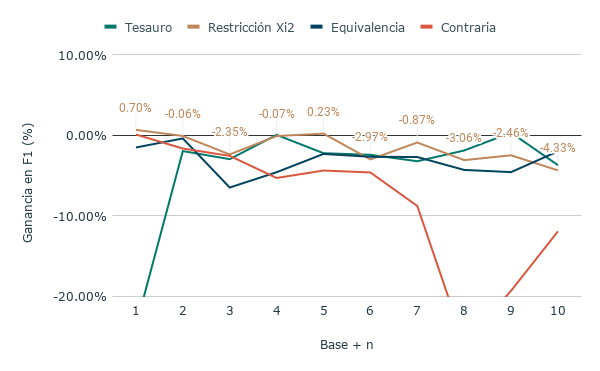 Tesauro Restricción Xi2 Equivalencia Contraria
10.00%
0.70% -0.06% -2.35% -0.07% 0.23% -2.97% -0.87% -3.06% -2.46% -4.33%
0.00%
-10.00%
-20.00%
Ganancia en F1 (%)
1 2 3 4 5 6 7 8 9 10
Base + n